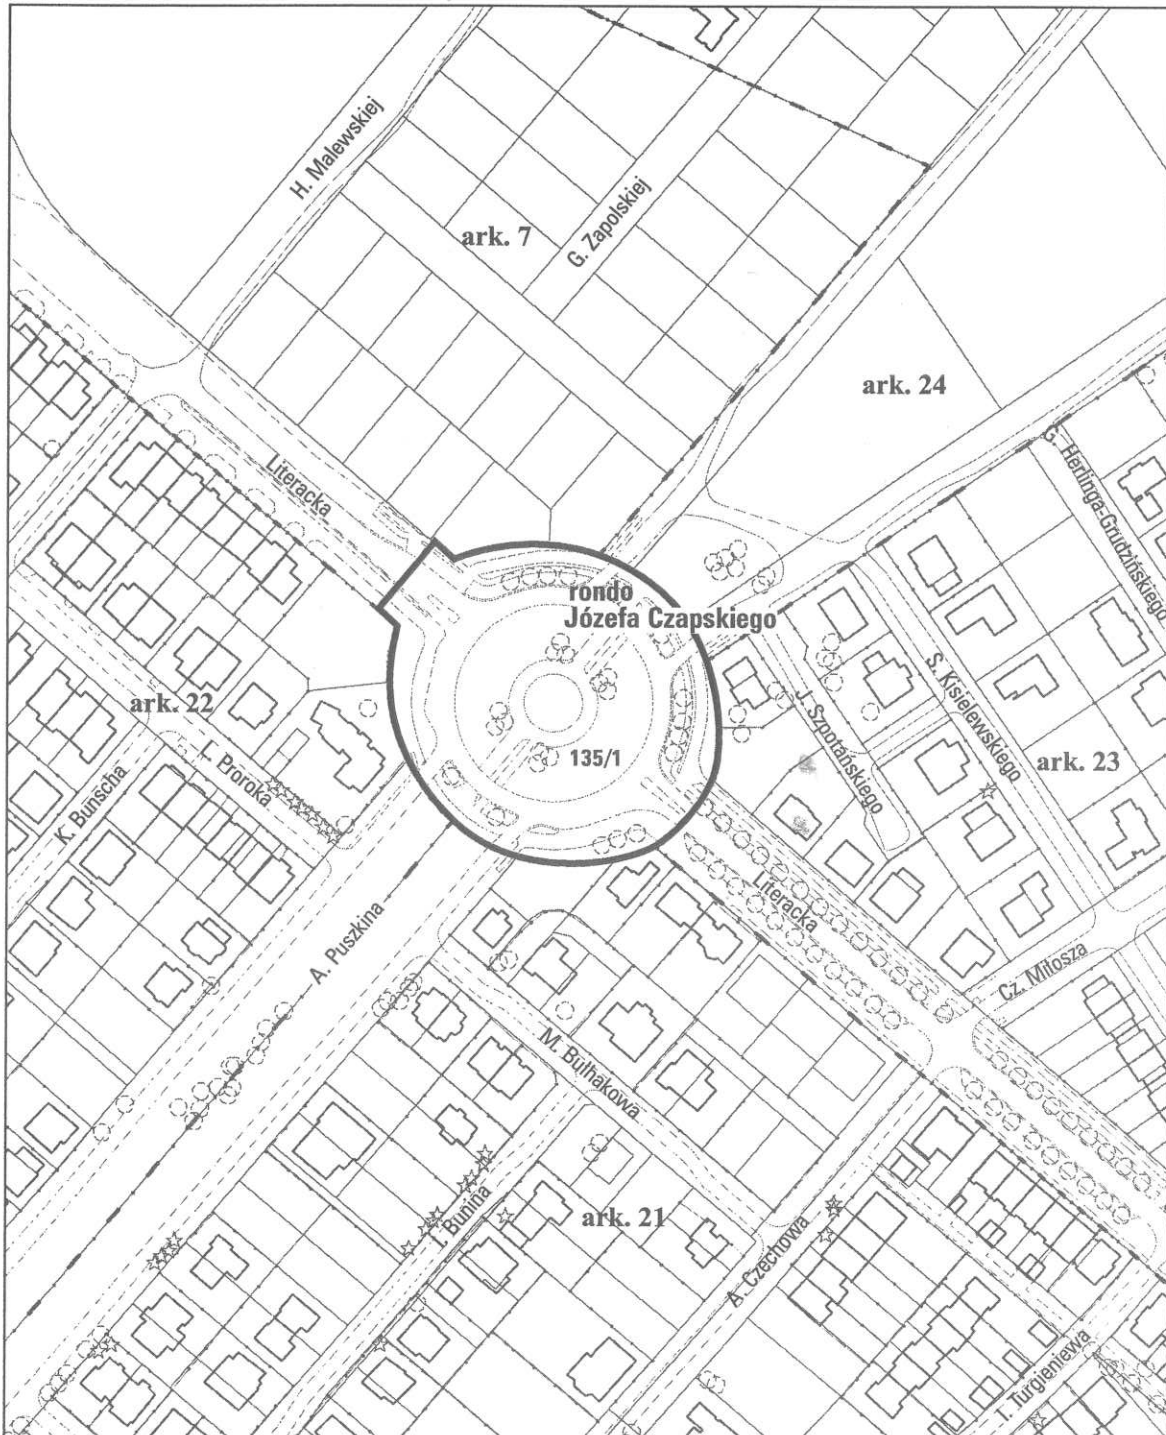 H. Malewskiej
ark. 7
G. Zapolskiej
ark. 24
G. Herlinga-Grudzińskiego
Literacka
rondo
Józefa Czapskiego
S. Kisielewskiego
ark. 22
J. Szpotańskiego
ark. 23
135/1
Ł. Proroka
K. Bunscha
Literacka
A. Puszkina
Cz. Miłosza
M. Bułhakowa
I. Bunina
ark. 21
A. Czechowa
I. Turgieniewa